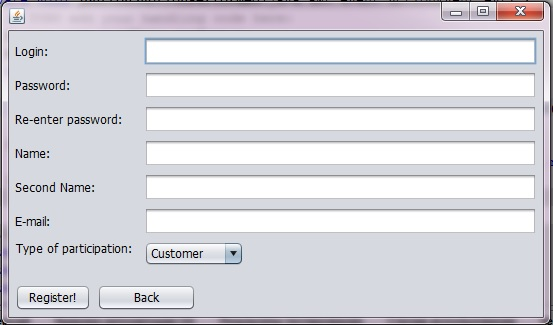 Login:
Password:
Re-enter password:
Name:
Second Name:
E-mail:
Type of participation: Customer
Register! Back